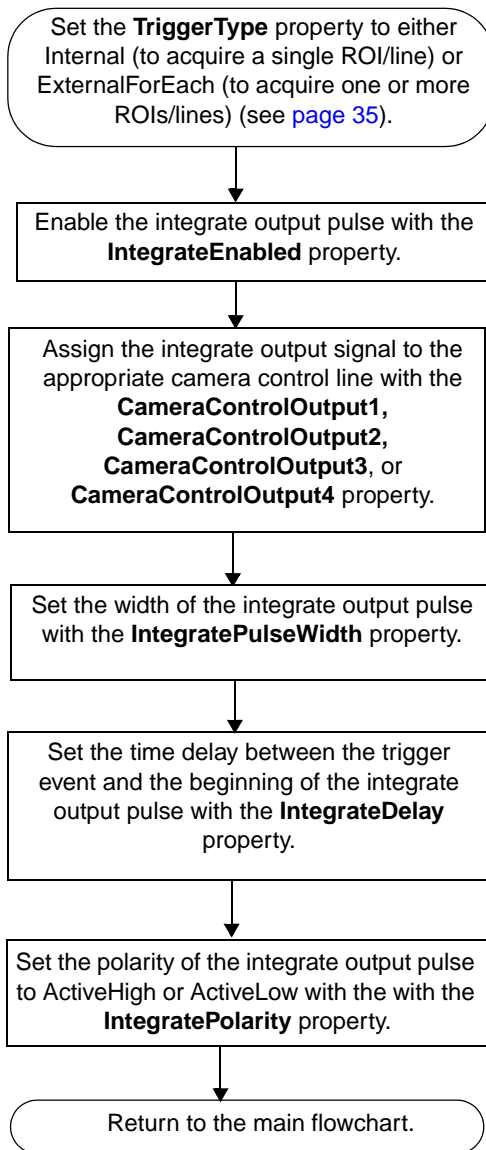 Set the TriggerType property to either
Internal (to acquire a single ROI/line) or
ExternalForEach (to acquire one or more
ROIs/lines) (see page 35).
Enable the integrate output pulse with the
IntegrateEnabled property.
Assign the integrate output signal to the
appropriate camera control line with the
CameraControlOutput1,
CameraControlOutput2,
CameraControlOutput3, or
CameraControlOutput4 property.
Set the width of the integrate output pulse
with the IntegratPulseWidth property.
Set the time delay between the trigger
event and the beginning of the integrate
output pulse with the IntegrateDelay
property.
Set the polarity of the integrate output pulse
to ActiveHigh or ActiveLow with the with the
IntegratPolarity property.
Return to the main flowchart.